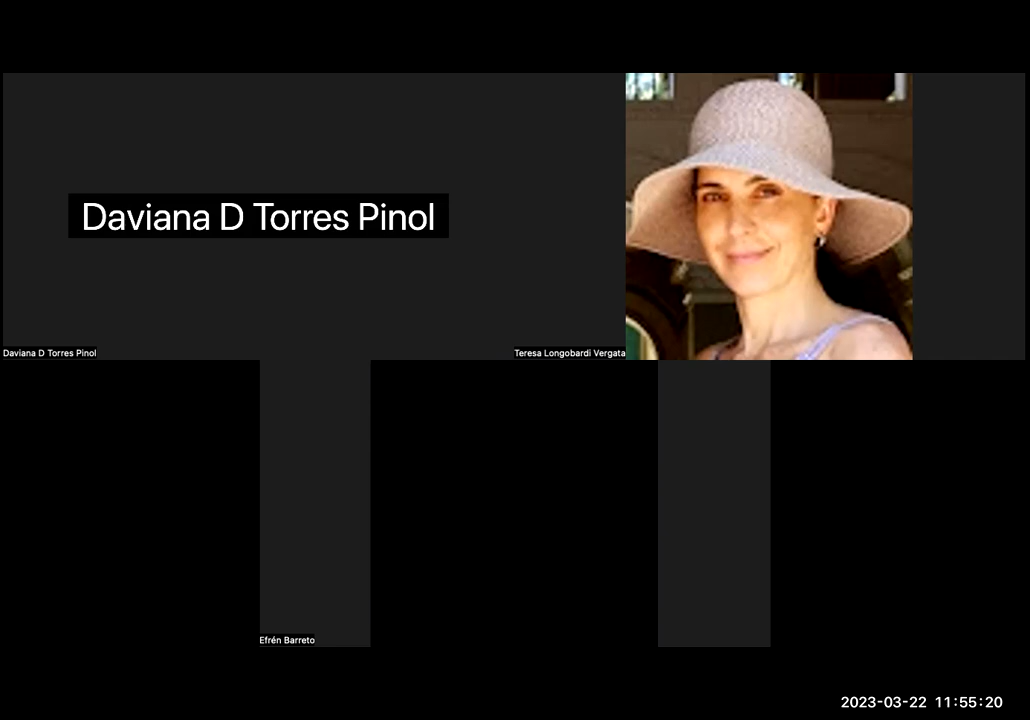 Daviana D Torres Pinol
Daviana D Torres Pinol
Teresa Longobardi Vergata
Efrén Barreto
2023-03-22 11:55:20